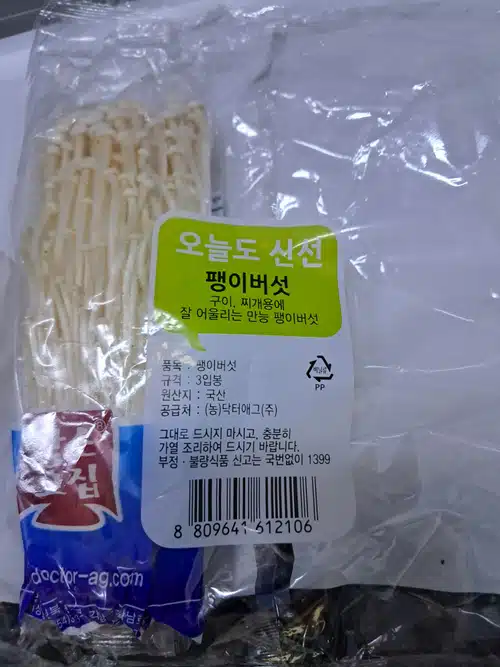 오늘도 신선
팽이버섯
구이, 찌개용에
잘 어울리는 만능 팽이버섯
품목 : 팽이버섯
규격 : 3입봉
원산지 : 국산
공급처 : (농)닥터애그(주)
PP
그대로 드시지 마시고, 충분히
가열 조리하여 드시기 바랍니다.
부정 · 불량식품 신고는 국번없이 1399
8 809641 612106
집
doctor-ag.com